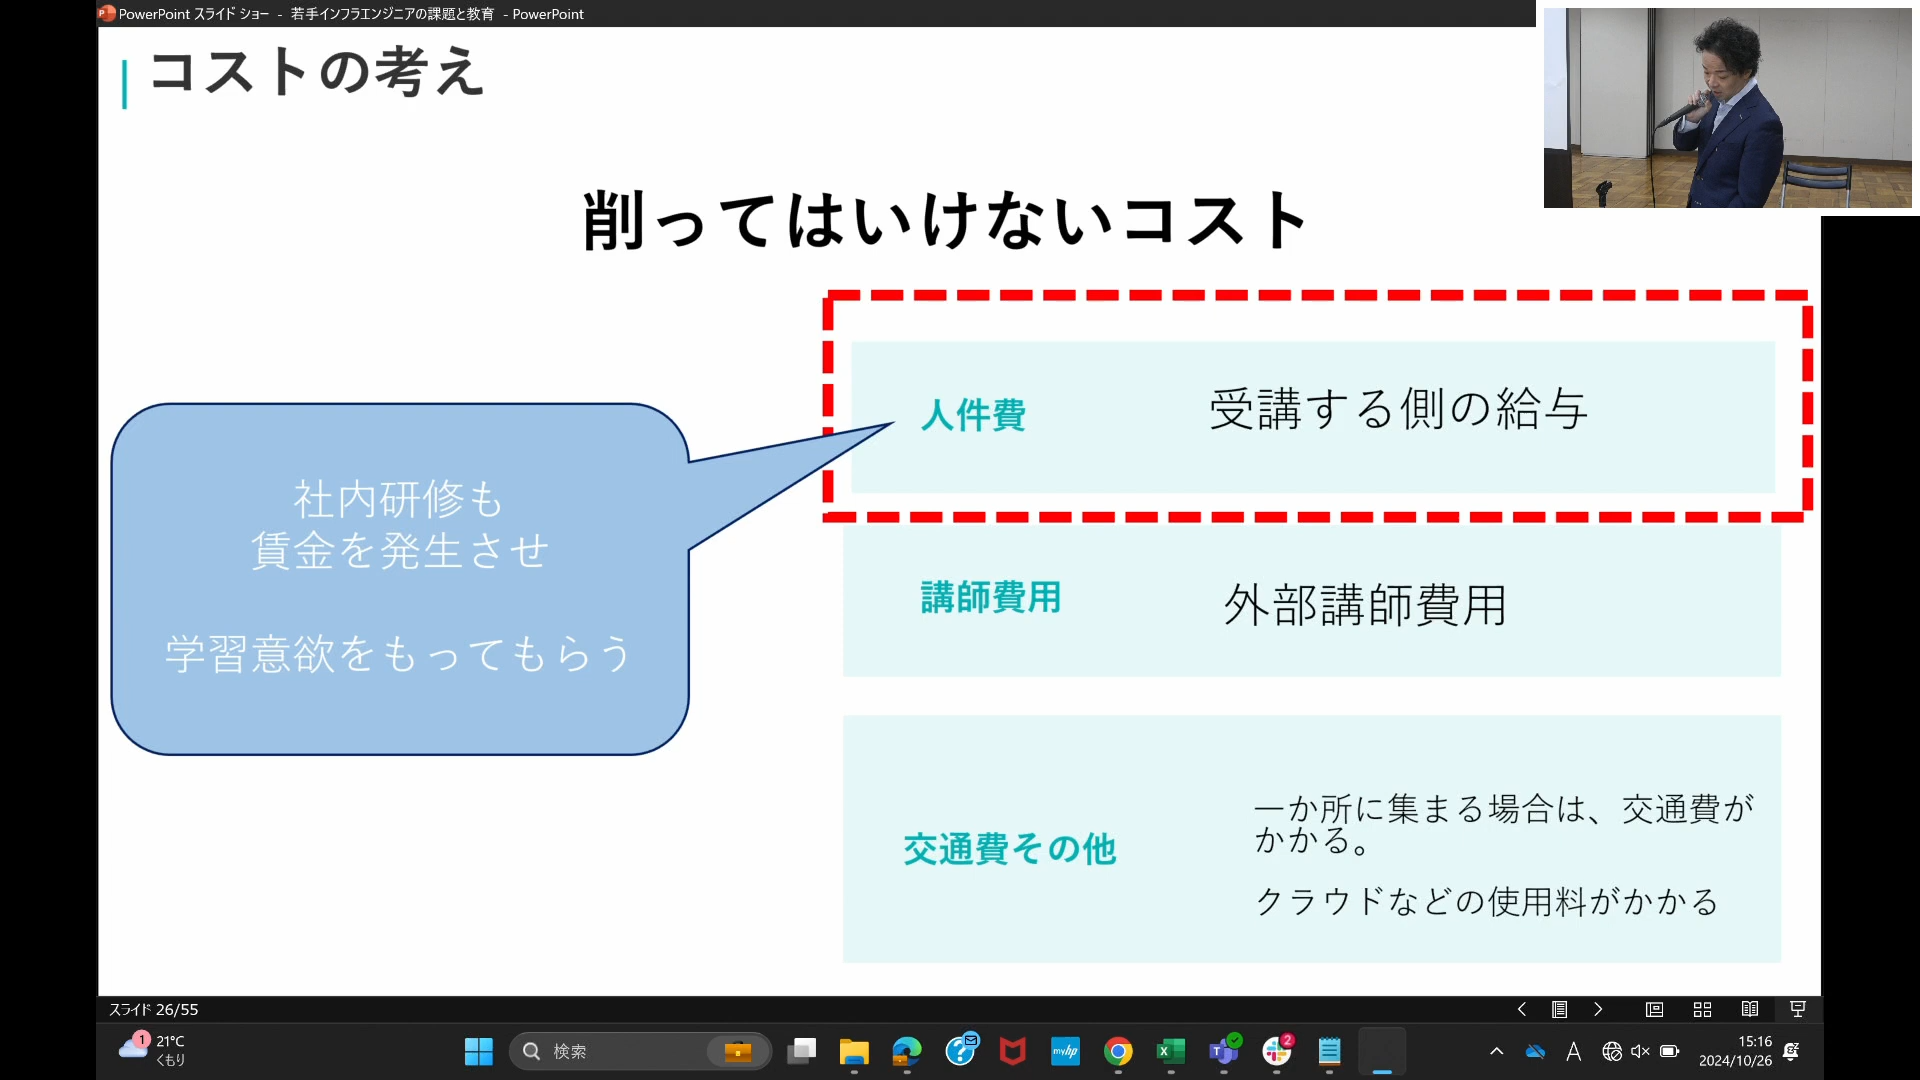 PowerPoint スライド ショー - 若手インフラエンジニアの課題と教育 - PowerPoint
コストの考え
削ってはいけないコスト
人件費 受講する側の給与
社内研修も
賃金を発生させ
学習意欲をもってもらう
講師費用 外部講師費用
交通費その他
一か所に集まる場合は、交通費が
かかる。
クラウドなどの使用料がかかる
スライド 26/55
1
21°C
くもり
検索
myhp
2
A
15:16
2024/10/26